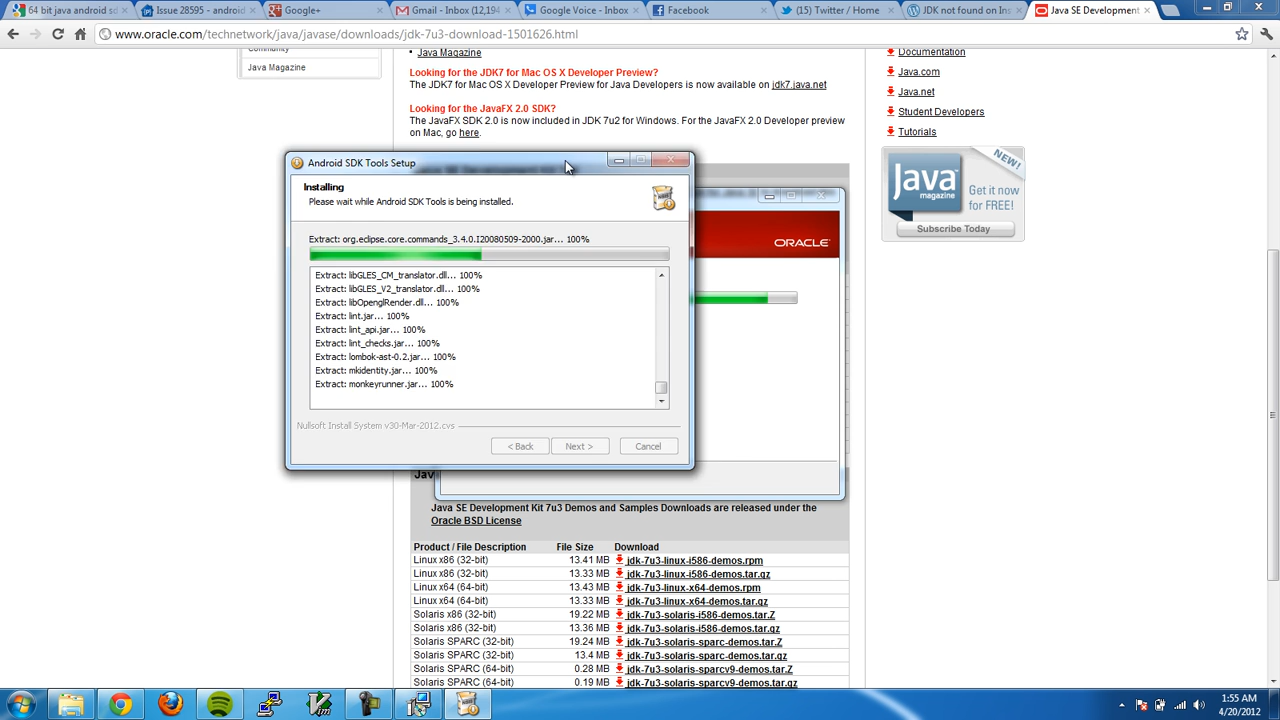 64 bit java android sd
Issue 28595 - android
Google+
Gmail - Inbox (12,194
Google Voice - Inbox
Facebook
(15) Twitter / Home
JDK not found on Ins
Java SE Development
www.oracle.com/technetwork/java/javase/downloads/jdk-7u3-download-1501626.html
Java Magazine
Java Magazine
Looking for the JDK7 for Mac OS X Developer Preview?
The JDK7 for Mac OS X Developer Preview for Java Developers is now available on jdk7.java.net
Looking for the JavaFX 2.0 SDK?
The JavaFX SDK 2.0 is now included in JDK 7u2 for Windows. For the JavaFX 2.0 Developer preview
on Mac, go here.
Documentation
Java.com
Java.net
Student Developers
Tutorials
NEW!
Java
magazine
Get it now
for FREE!
Subscribe Today
Android SDK Tools Setup
Installing
Please wait while Android SDK Tools is being installed.
Extract: org.eclipse.core.commands_3.4.0.I20080509-2000.jar... 100%
Extract: libGLES_CM_translator.dll... 100%
Extract: libGLES_V2_translator.dll... 100%
Extract: libOpenglRender.dll... 100%
Extract: lint.jar... 100%
Extract: lint_api.jar... 100%
Extract: lint_checks.jar... 100%
Extract: lombok-ast-0.2.jar... 100%
Extract: mkidentity.jar... 100%
Extract: monkeyrunner.jar... 100%
Nullsoft Install System v30-Mar-2012.cvs
< Back
Next >
Cancel
ORACLE
Java SE Development Kit 7u3 Demos and Samples Downloads are released under the
Oracle BSD License
Product / File Description File Size Download
Linux x86 (32-bit) 13.41 MB jdk-7u3-linux-i586-demos.rpm
Linux x86 (32-bit) 13.33 MB jdk-7u3-linux-i586-demos.tar.gz
Linux x64 (64-bit) 13.43 MB jdk-7u3-linux-x64-demos.rpm
Linux x64 (64-bit) 13.33 MB jdk-7u3-linux-x64-demos.tar.gz
Solaris x86 (32-bit) 19.22 MB jdk-7u3-solaris-i586-demos.tar.Z
Solaris x86 (32-bit) 13.36 MB jdk-7u3-solaris-i586-demos.tar.gz
Solaris SPARC (32-bit) 19.24 MB jdk-7u3-solaris-sparc-demos.tar.Z
Solaris SPARC (32-bit) 13.4 MB jdk-7u3-solaris-sparc-demos.tar.gz
Solaris SPARC (64-bit) 0.28 MB jdk-7u3-solaris-sparcv9-demos.tar.Z
Solaris SPARC (64-bit) 0.19 MB jdk-7u3-solaris-sparcv9-demos.tar.gz
1:55 AM
4/20/2012